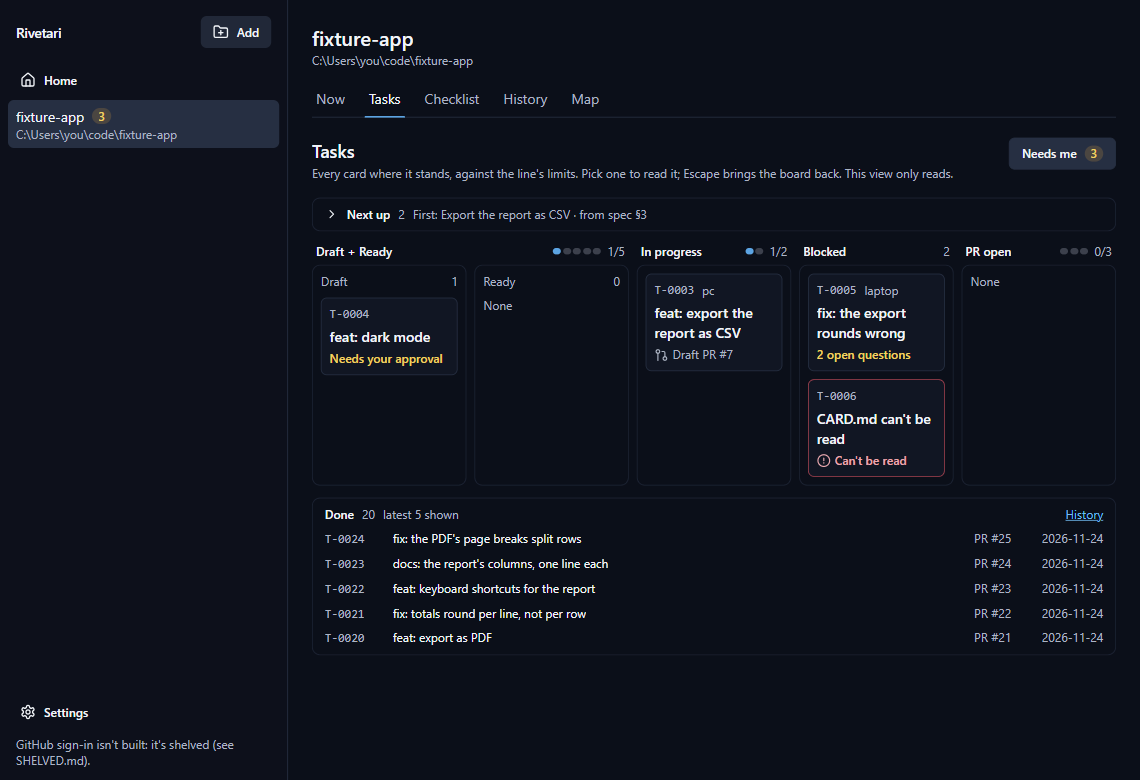 Rivetari
Add
Home
fixture-app 3
C:\Users\you\code\fixture-app
Settings
GitHub sign-in isn't built: it's shelved (see
SHELVED.md).
fixture-app
C:\Users\you\code\fixture-app
Now Tasks Checklist History Map
Tasks
Every card where it stands, against the line's limits. Pick one to read it; Escape brings the board back. This view only reads.
Needs me 3
Next up 2 First: Export the report as CSV · from spec §3
Draft + Ready 1/5
Draft 1
T-0004
feat: dark mode
Needs your approval
Ready 0
None
In progress 1/2
T-0003 pc
feat: export the
report as CSV
Draft PR #7
Blocked 2
T-0005 laptop
fix: the export
rounds wrong
2 open questions
T-0006
CARD.md can't be
read
Can't be read
PR open 0/3
None
Done 20 latest 5 shown History
T-0024 fix: the PDF's page breaks split rows PR #25 2026-11-24
T-0023 docs: the report's columns, one line each PR #24 2026-11-24
T-0022 feat: keyboard shortcuts for the report PR #23 2026-11-24
T-0021 fix: totals round per line, not per row PR #22 2026-11-24
T-0020 feat: export as PDF PR #21 2026-11-24